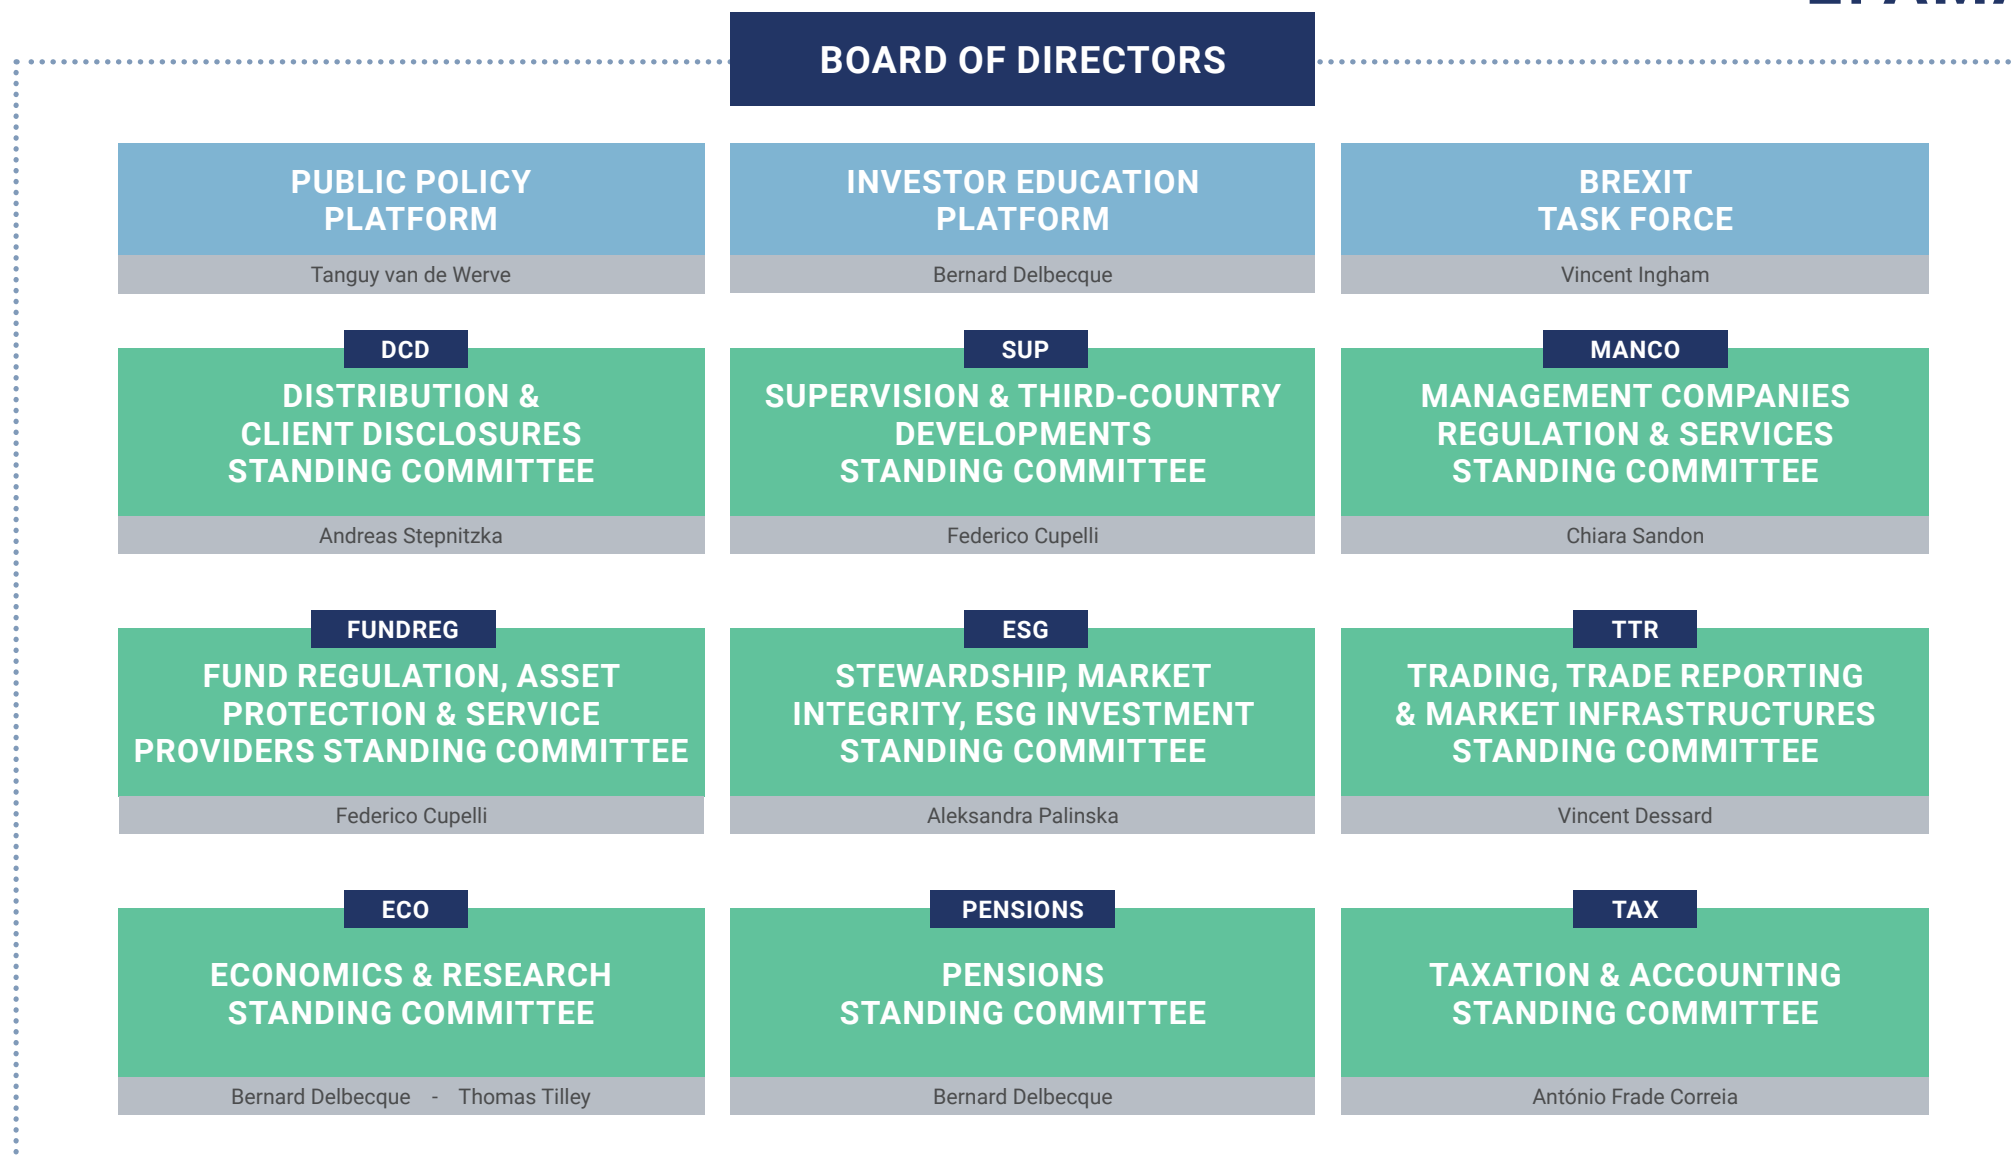 BOARD OF DIRECTORS
PUBLIC POLICY
PLATFORM
Tanguy van de Werve
INVESTOR EDUCATION
PLATFORM
Bernard Delbecque
BREXIT
TASK FORCE
Vincent Ingham
DCD
DISTRIBUTION &
CLIENT DISCLOSURES
STANDING COMMITTEE
Andreas Stepnitzka
SUP
SUPERVISION & THIRD-COUNTRY
DEVELOPMENTS
STANDING COMMITTEE
Federico Cupelli
MANCO
MANAGEMENT COMPANIES
REGULATION & SERVICES
STANDING COMMITTEE
Chiara Sandon
FUNDREG
FUND REGULATION, ASSET
PROTECTION & SERVICE
PROVIDERS STANDING COMMITTEE
Federico Cupelli
ESG
STEWARDSHIP, MARKET
INTEGRITY, ESG INVESTMENT
STANDING COMMITTEE
Aleksandra Palinska
TTR
TRADING, TRADE REPORTING
& MARKET INFRASTRUCTURES
STANDING COMMITTEE
Vincent Dessard
ECO
ECONOMICS & RESEARCH
STANDING COMMITTEE
Bernard Delbecque - Thomas Tilley
PENSIONS
PENSIONS
STANDING COMMITTEE
Bernard Delbecque
TAX
TAXATION & ACCOUNTING
STANDING COMMITTEE
António Frade Correia